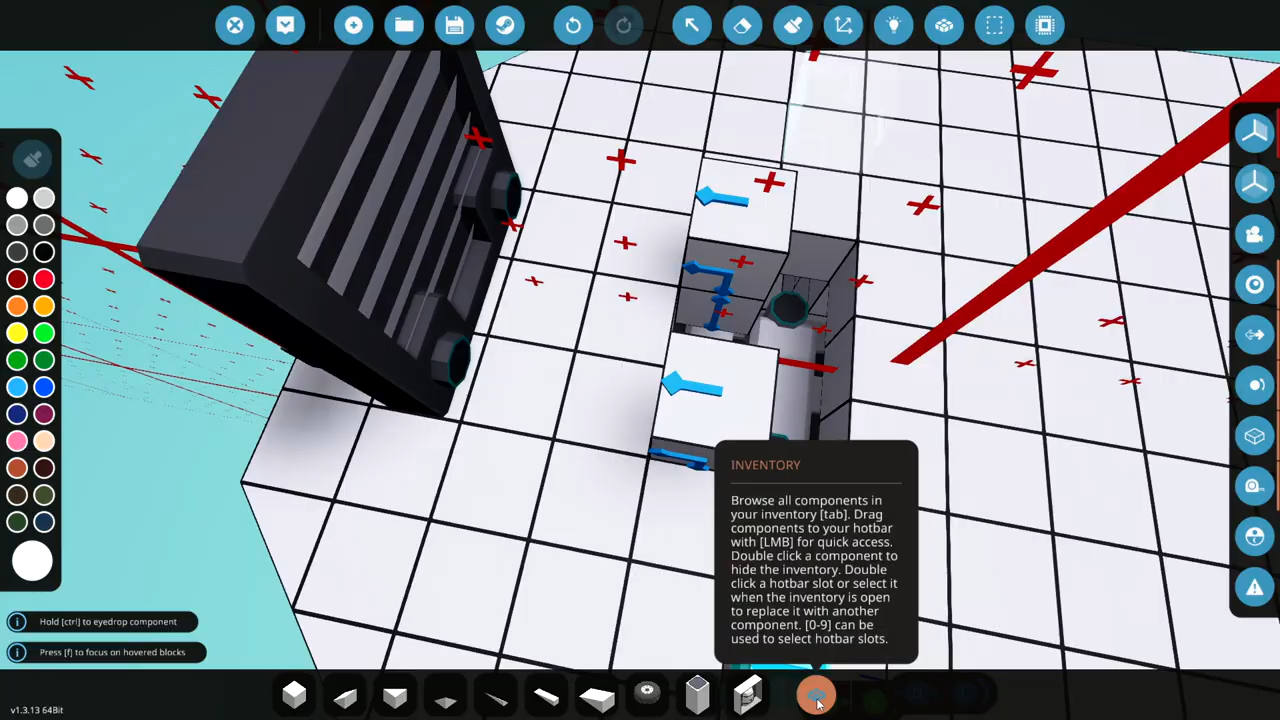 INVENTORY
Browse all components in
your inventory [tab]. Drag
components to your hotbar
with [LMB] for quick access.
Double click a component to
hide the inventory. Double
click a hotbar slot or select it
when the inventory is open
to replace it with another
component. [0-9] can be
used to select hotbar slots.
Hold [ctrl] to eyedrop component
Press [f] to focus on hovered blocks
v1.3.13 64Bit